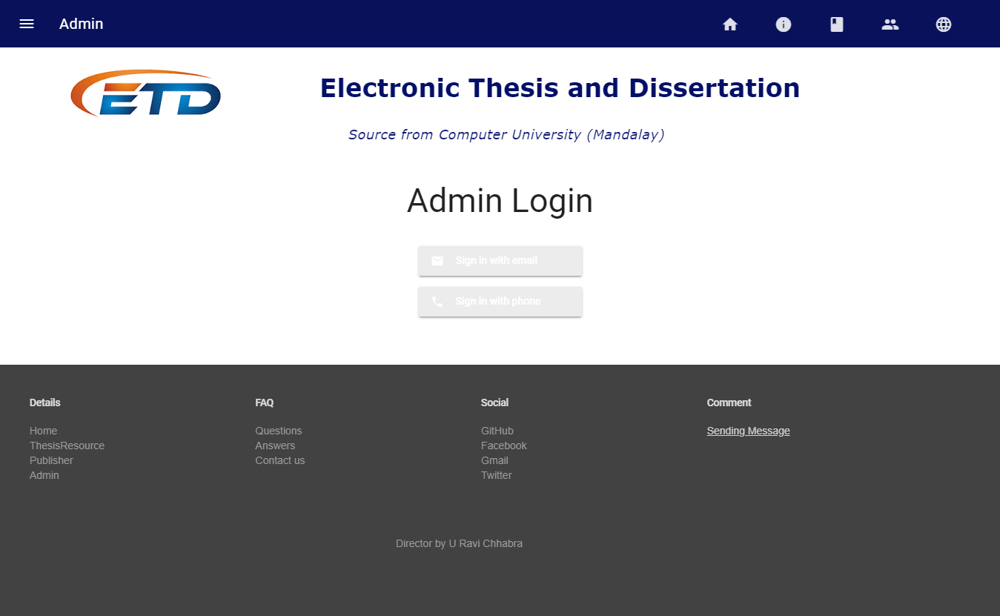 Admin
ETD
Electronic Thesis and Dissertation
Source from Computer University (Mandalay)
Admin Login
Sign in with email
Sign in with phone
Details
Home
ThesisResource
Publisher
Admin
FAQ
Questions
Answers
Contact us
Social
GitHub
Facebook
Gmail
Twitter
Comment
Sending Message
Director by U Ravi Chhabra